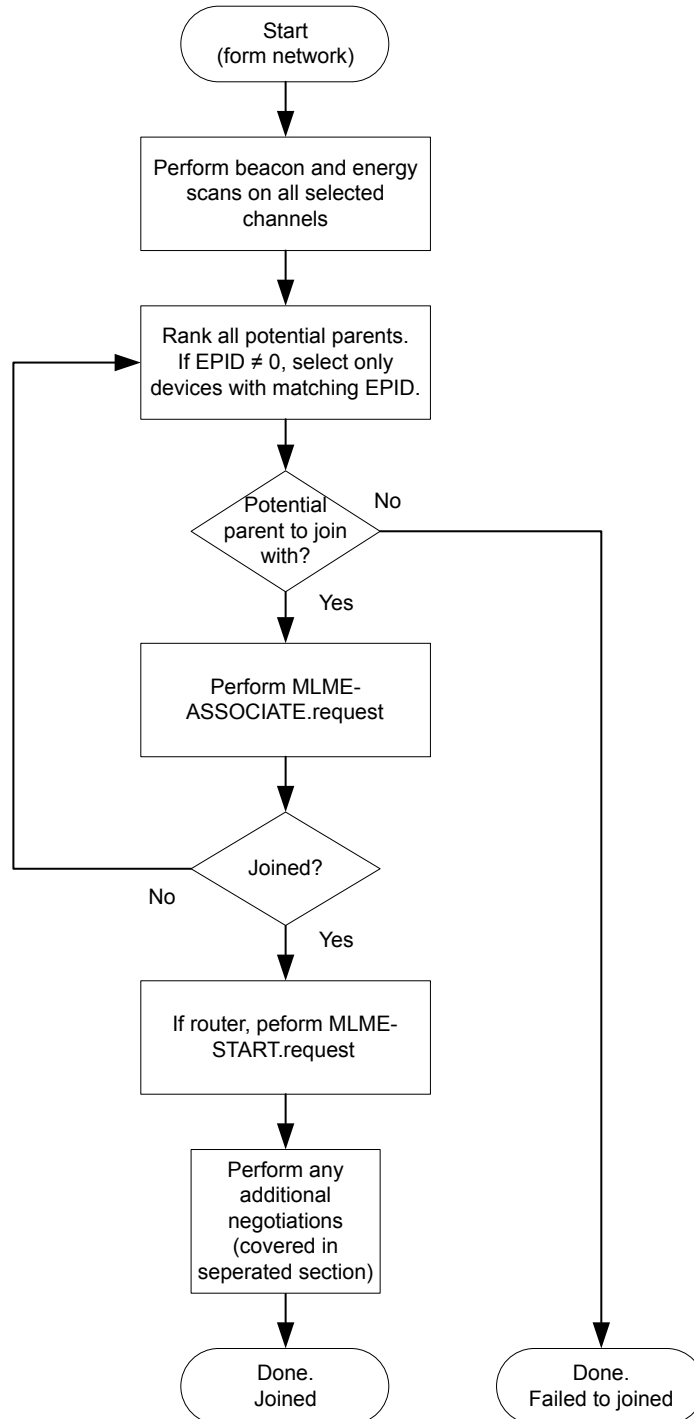 Start
(form network)
Perform beacon and energy
scans on all selected
channels
Rank all potential parents.
If EPID ≠ 0, select only
devices with matching EPID.
Potential
parent to join
with?
No
Yes
Perform MLME-
ASSOCIATE.request
Joined?
No
Yes
If router, peform MLME-
START.request
Perform any
additional
negotiations
(covered in
seperated section)
Done.
Joined
Done.
Failed to joined